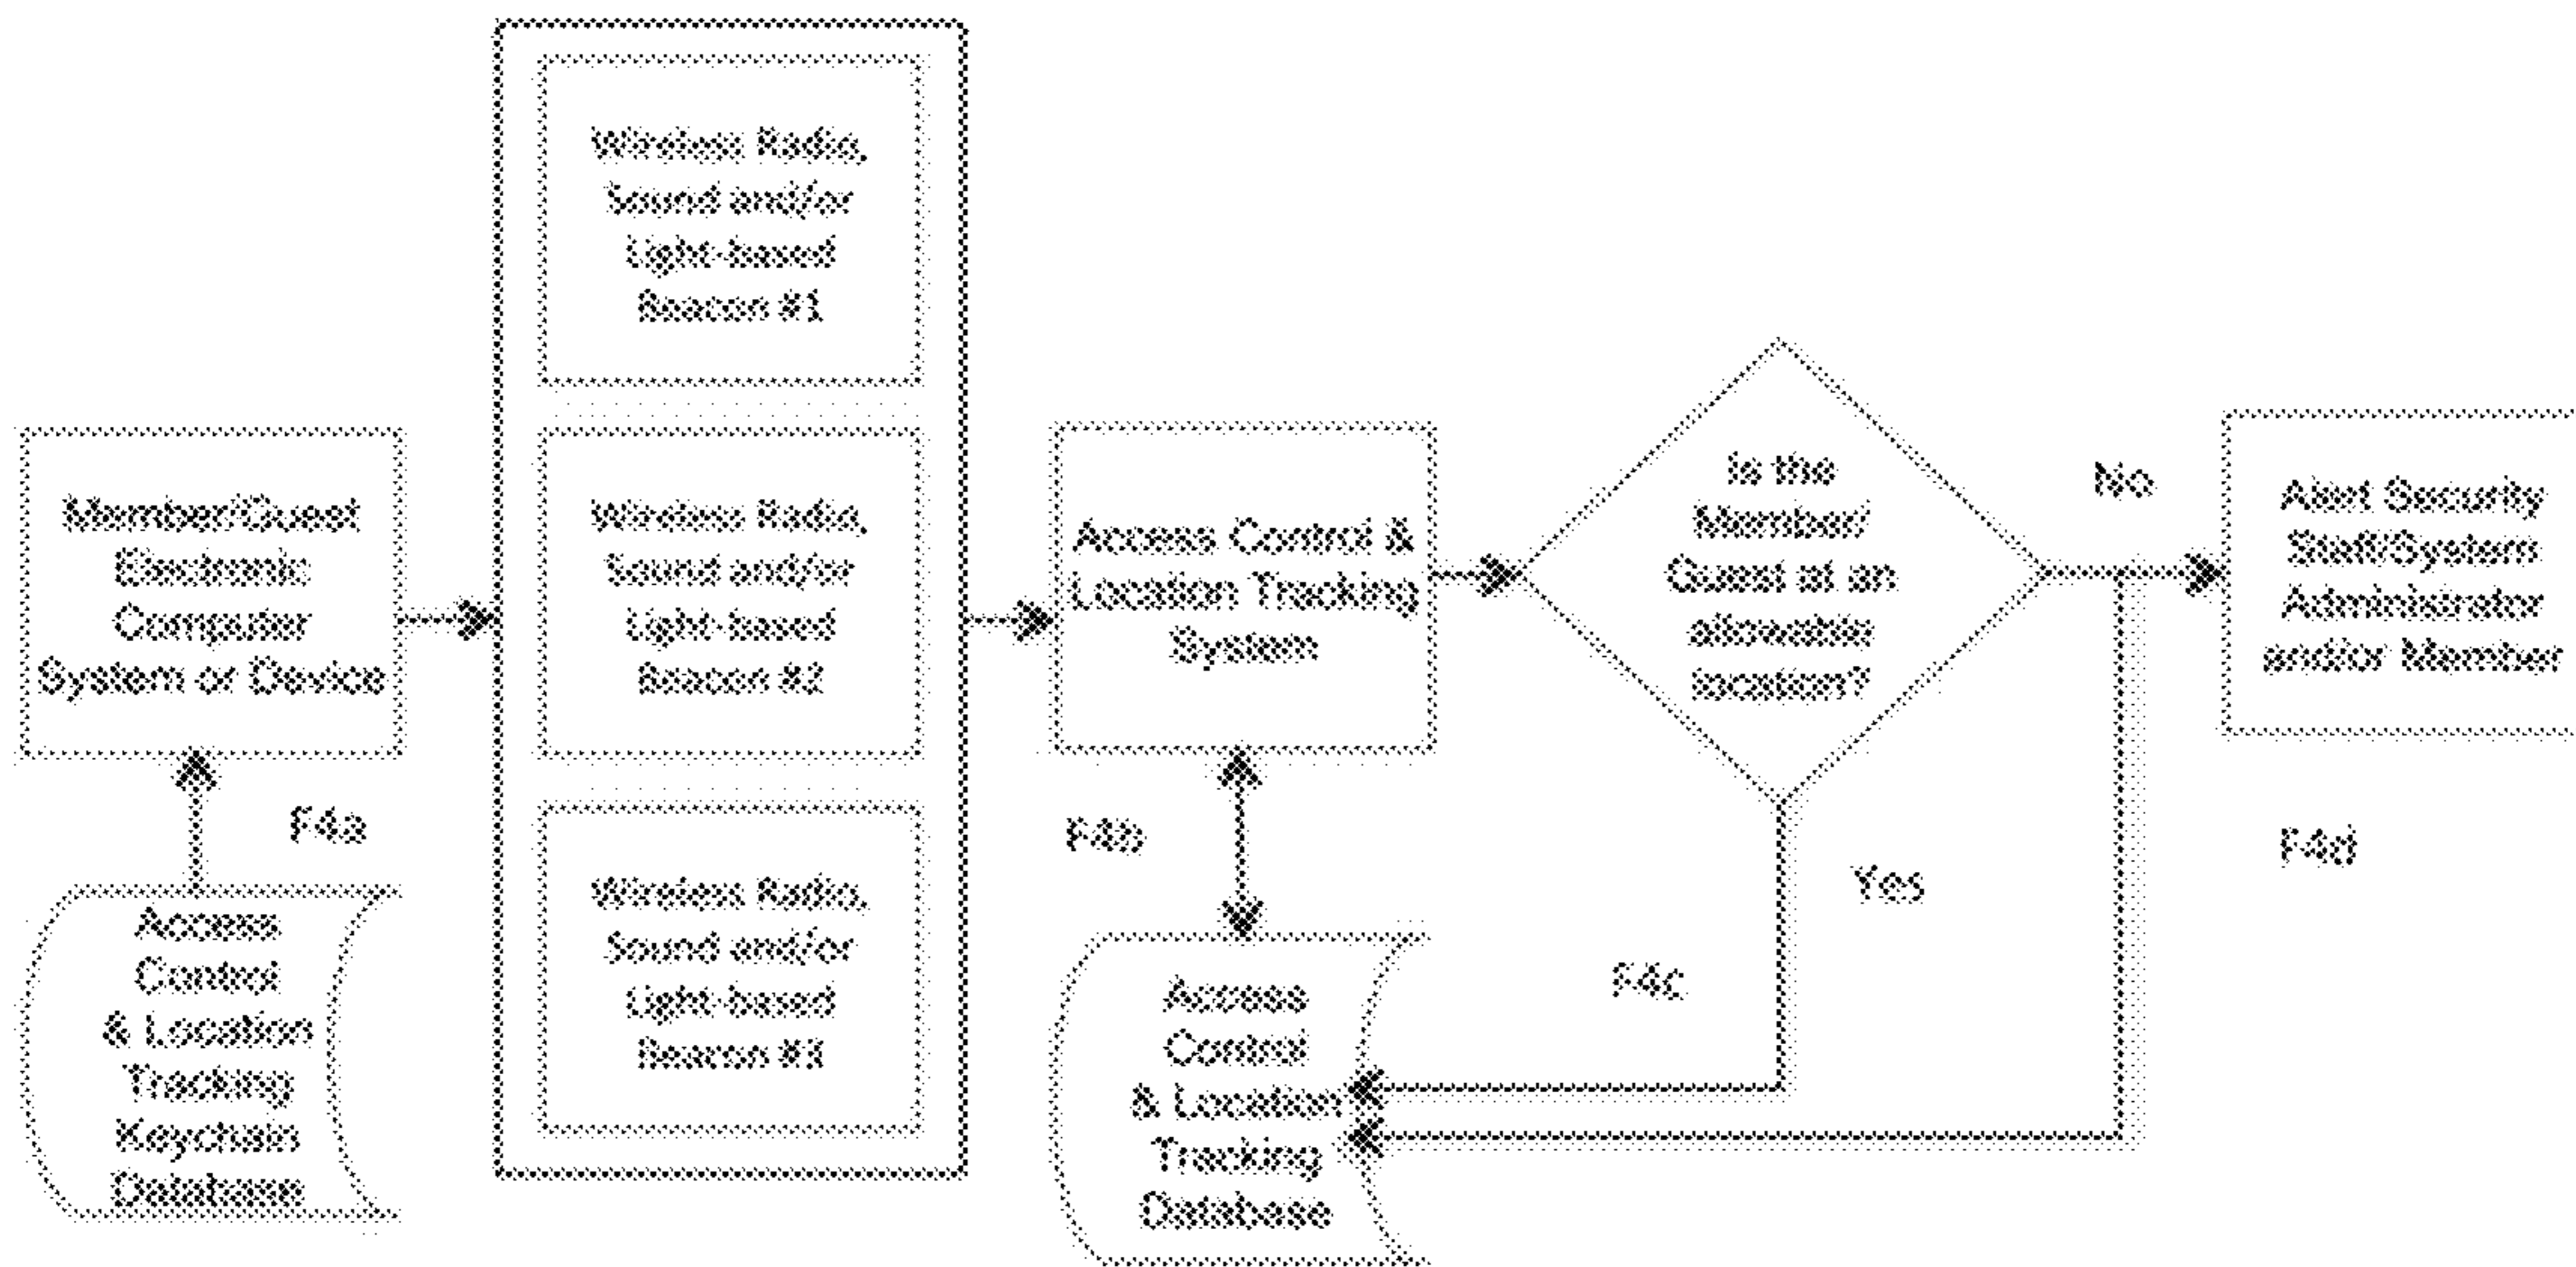 Wireless Radio,
Sound and/or
Light-based
Beacon #1
Member/Guest
Electronic
Computer
System or Device
Wireless Radio,
Sound and/or
Light-based
Beacon #2
Access Control &
Location Tracking
System
Is the
Member/
Guest at an
allowable
location?
No
Alert Security
Staff/System
Administrator
and/or Member
F4a
F4b
F4c
Yes
F4d
Access
Control
& Location
Tracking
Keychain
Database
Wireless Radio,
Sound and/or
Light-based
Beacon #3
Access
Control
& Location
Tracking
Database